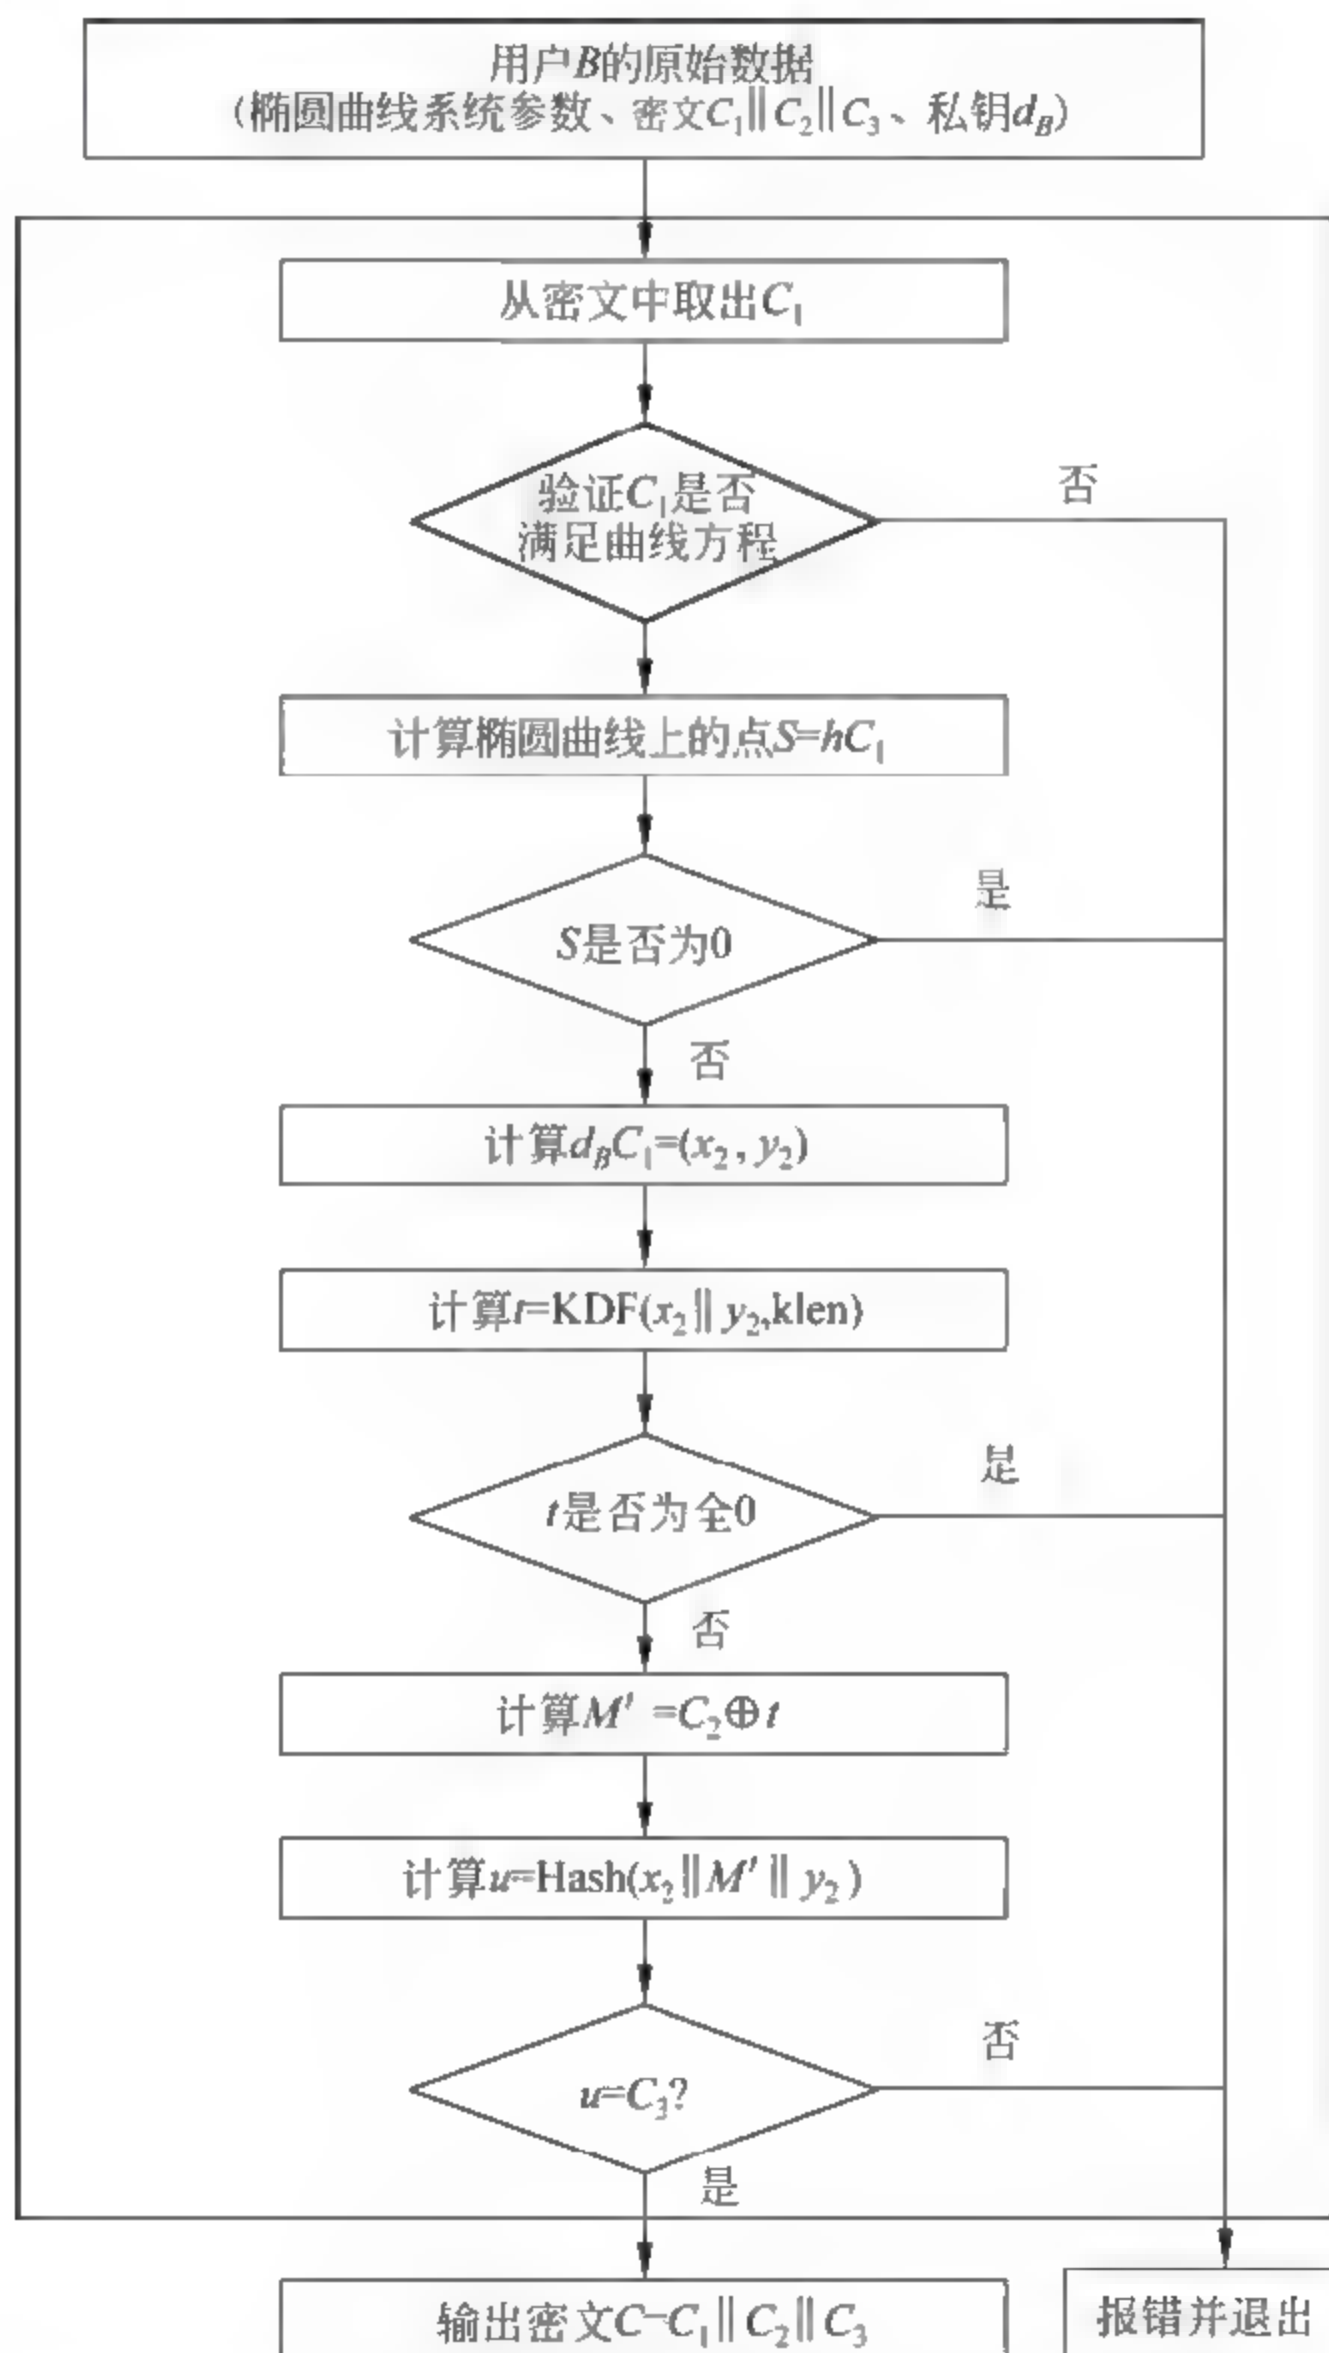 用户B的原始数据
(椭圆曲线系统参数、密文C₁‖C₂‖C₃、私钥d_B)
从密文中取出C₁
验证C₁是否
满足曲线方程
否
计算椭圆曲线上的点S=hC₁
是
S是否为0
否
计算d_BC₁=(x₂, y₂)
计算t=KDF(x₂‖y₂,klen)
是
t是否为全0
否
计算M′=C₂⊕t
计算u=Hash(x₂‖M′‖y₂)
否
u=C₃?
是
输出密文C=C₁‖C₂‖C₃
报错并退出